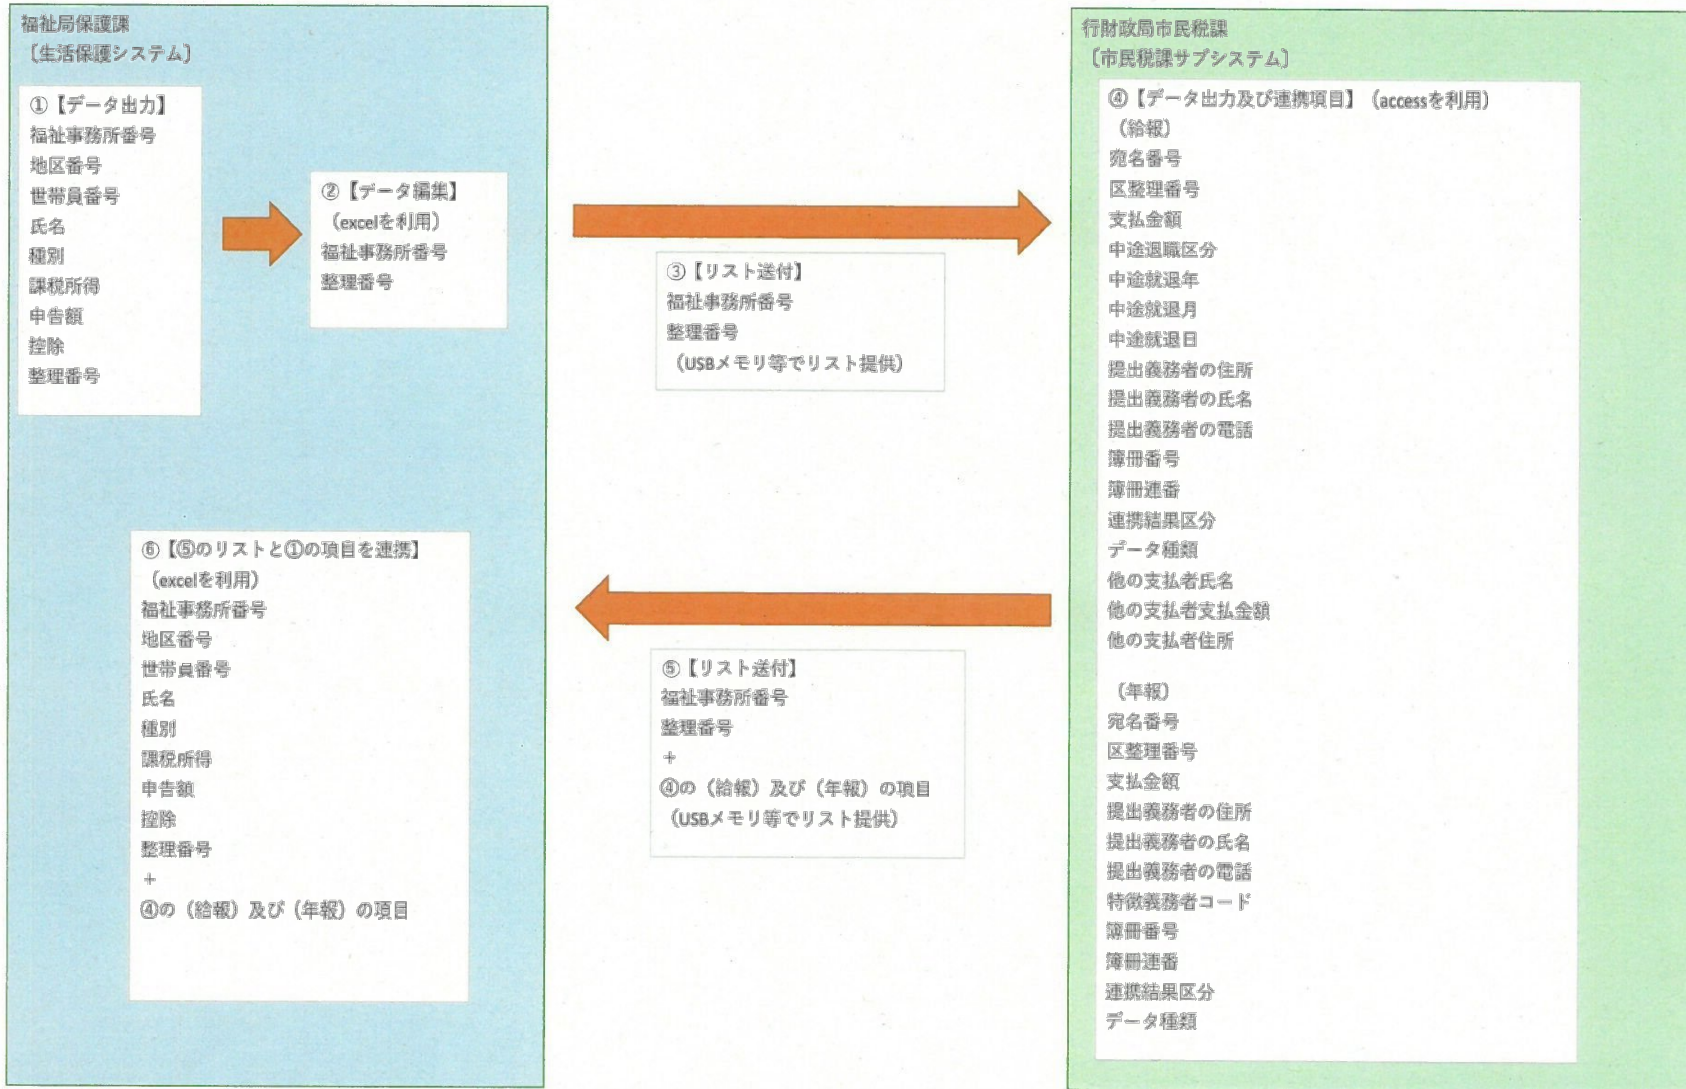 福祉局保護課
〔生活保護システム〕
①【データ出力】
福祉事務所番号
地区番号
世帯員番号
氏名
種別
課税所得
申告額
控除
整理番号
②【データ編集】
（excelを利用）
福祉事務所番号
整理番号
③【リスト送付】
福祉事務所番号
整理番号
（USBメモリ等でリスト提供）
行財政局市民税課
〔市民税課サブシステム〕
④【データ出力及び連携項目】（accessを利用）
（給報）
宛名番号
区整理番号
支払金額
中途退職区分
中途就退年
中途就退月
中途就退日
提出義務者の住所
提出義務者の氏名
提出義務者の電話
簿冊番号
簿冊連番
連携結果区分
データ種類
他の支払者氏名
他の支払者支払金額
他の支払者住所
（年報）
宛名番号
区整理番号
支払金額
提出義務者の住所
提出義務者の氏名
提出義務者の電話
特徴義務者コード
簿冊番号
簿冊連番
連携結果区分
データ種類
⑤【リスト送付】
福祉事務所番号
整理番号
＋
④の（給報）及び（年報）の項目
（USBメモリ等でリスト提供）
⑥【⑤のリストと①の項目を連携】
（excelを利用）
福祉事務所番号
地区番号
世帯員番号
氏名
種別
課税所得
申告額
控除
整理番号
＋
④の（給報）及び（年報）の項目